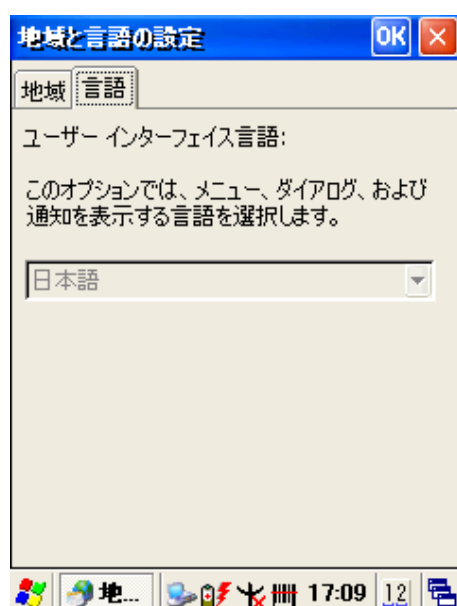 地域と言語の設定 OK
地域 言語
ユーザー インターフェイス言語:
このオプションでは、メニュー、ダイアログ、および
通知を表示する言語を選択します。
日本語
地... 17:09 12